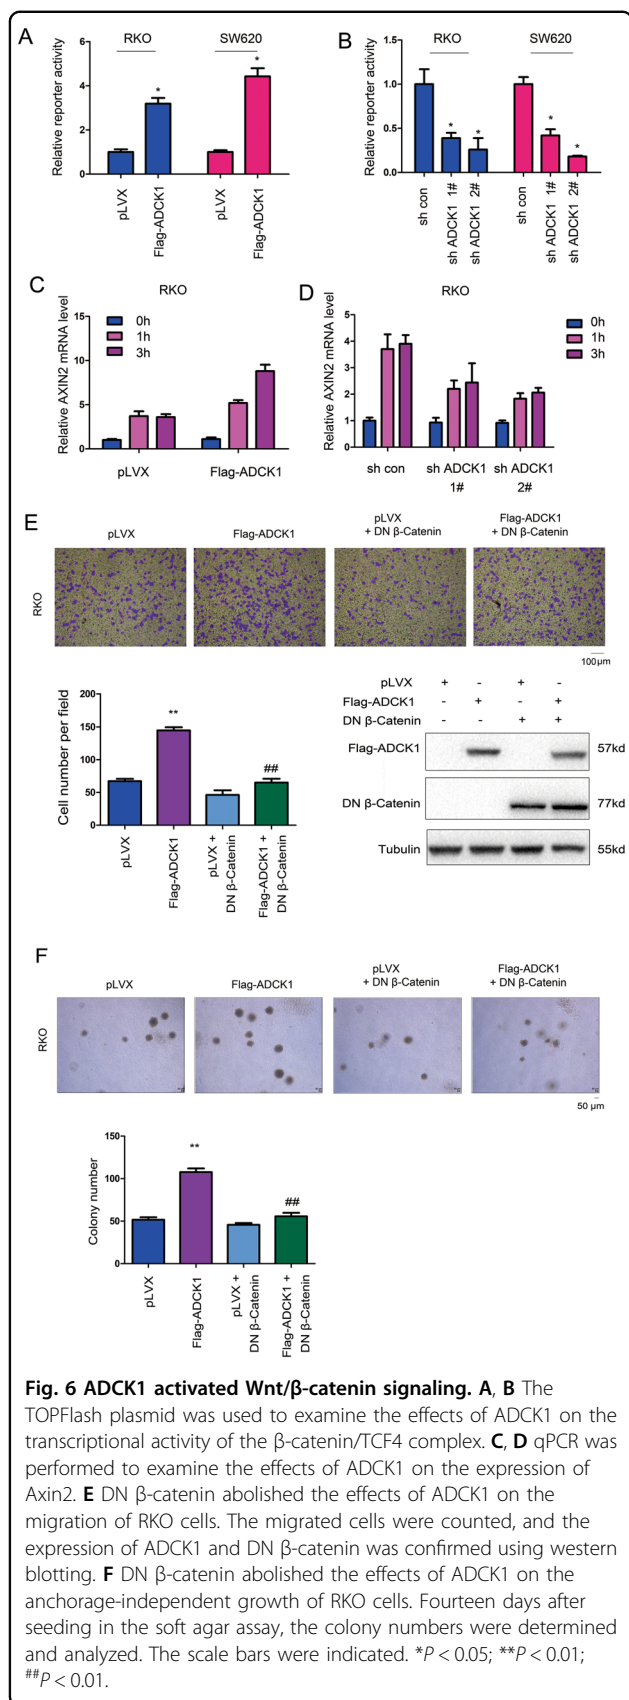 A
RKO
SW620
Relative reporter activity
6
4
2
0
*
*
pLVX
Flag-ADCK1
pLVX
Flag-ADCK1
B
RKO
SW620
Relative reporter activity
1.5
1.0
0.5
0.0
*
*
*
*
sh con
sh ADCK1 1#
sh ADCK1 2#
sh con
sh ADCK1 1#
sh ADCK1 2#
C
RKO
Relative AXIN2 mRNA level
15
10
5
0
0h
1h
3h
pLVX
Flag-ADCK1
D
RKO
Relative AXIN2 mRNA level
5
4
3
2
1
0
0h
1h
3h
sh con
sh ADCK1
1#
sh ADCK1
2#
E
pLVX
Flag-ADCK1
pLVX
+ DN β-Catenin
Flag-ADCK1
+ DN β-Catenin
RKO
100µm
Cell number per field
200
150
100
50
0
**
##
pLVX
Flag-ADCK1
pLVX +
DN β-Catenin
Flag-ADCK1 +
DN β-Catenin
pLVX + - + -
Flag-ADCK1 - + - +
DN β-Catenin - - + +
Flag-ADCK1 57kd
DN β-Catenin 77kd
Tubulin 55kd
F
pLVX
Flag-ADCK1
pLVX
+ DN β-Catenin
Flag-ADCK1
+ DN β-Catenin
RKO
50 µm
Colony number
150
100
50
0
**
##
pLVX
Flag-ADCK1
pLVX +
DN β-Catenin
Flag-ADCK1 +
DN β-Catenin
Fig. 6 ADCK1 activated Wnt/β-catenin signaling. A, B The
TOPFlash plasmid was used to examine the effects of ADCK1 on the
transcriptional activity of the β-catenin/TCF4 complex. C, D qPCR was
performed to examine the effects of ADCK1 on the expression of
Axin2. E DN β-catenin abolished the effects of ADCK1 on the
migration of RKO cells. The migrated cells were counted, and the
expression of ADCK1 and DN β-catenin was confirmed using western
blotting. F DN β-catenin abolished the effects of ADCK1 on the
anchorage-independent growth of RKO cells. Fourteen days after
seeding in the soft agar assay, the colony numbers were determined
and analyzed. The scale bars were indicated. *P < 0.05; **P < 0.01;
##P < 0.01.